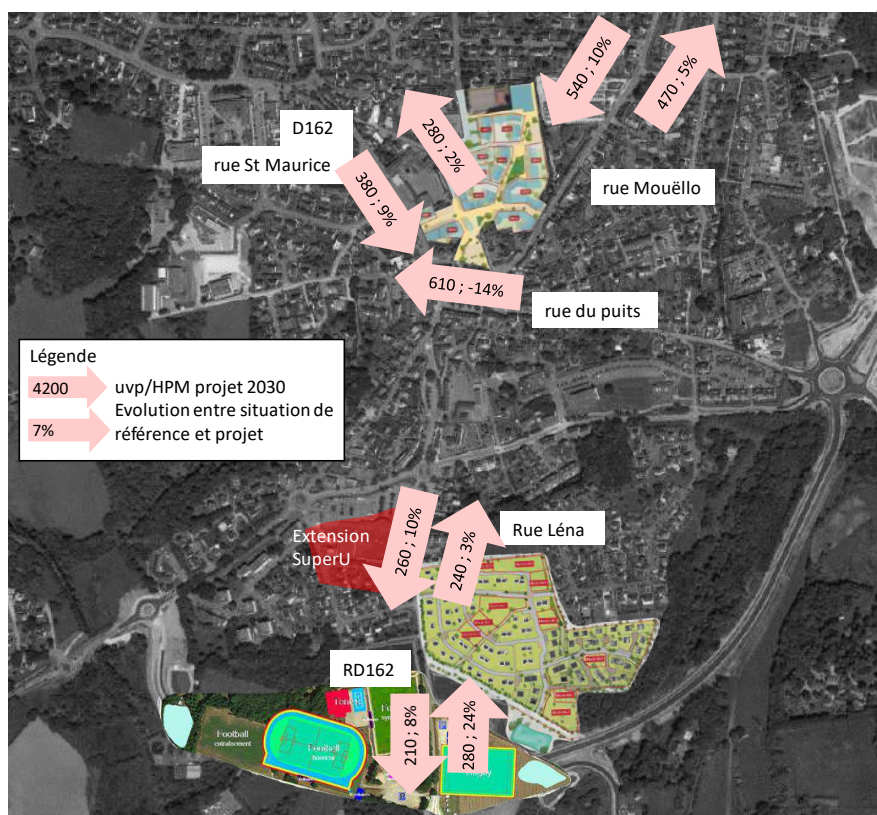 540 ; 10%
470 ; 5%
D162
280 ; 2%
rue St Maurice
380 ; 9%
rue Mouëllo
610 ; -14%
rue du puits
Légende
4200
uvp/HPM projet 2030
Evolution entre situation de
7%
référence et projet
Extension
SuperU
260 ; 10%
240 ; 3%
Rue Léna
RD162
210 ; 8%
280 ; 24%
Football
entraînement
Football
honneur